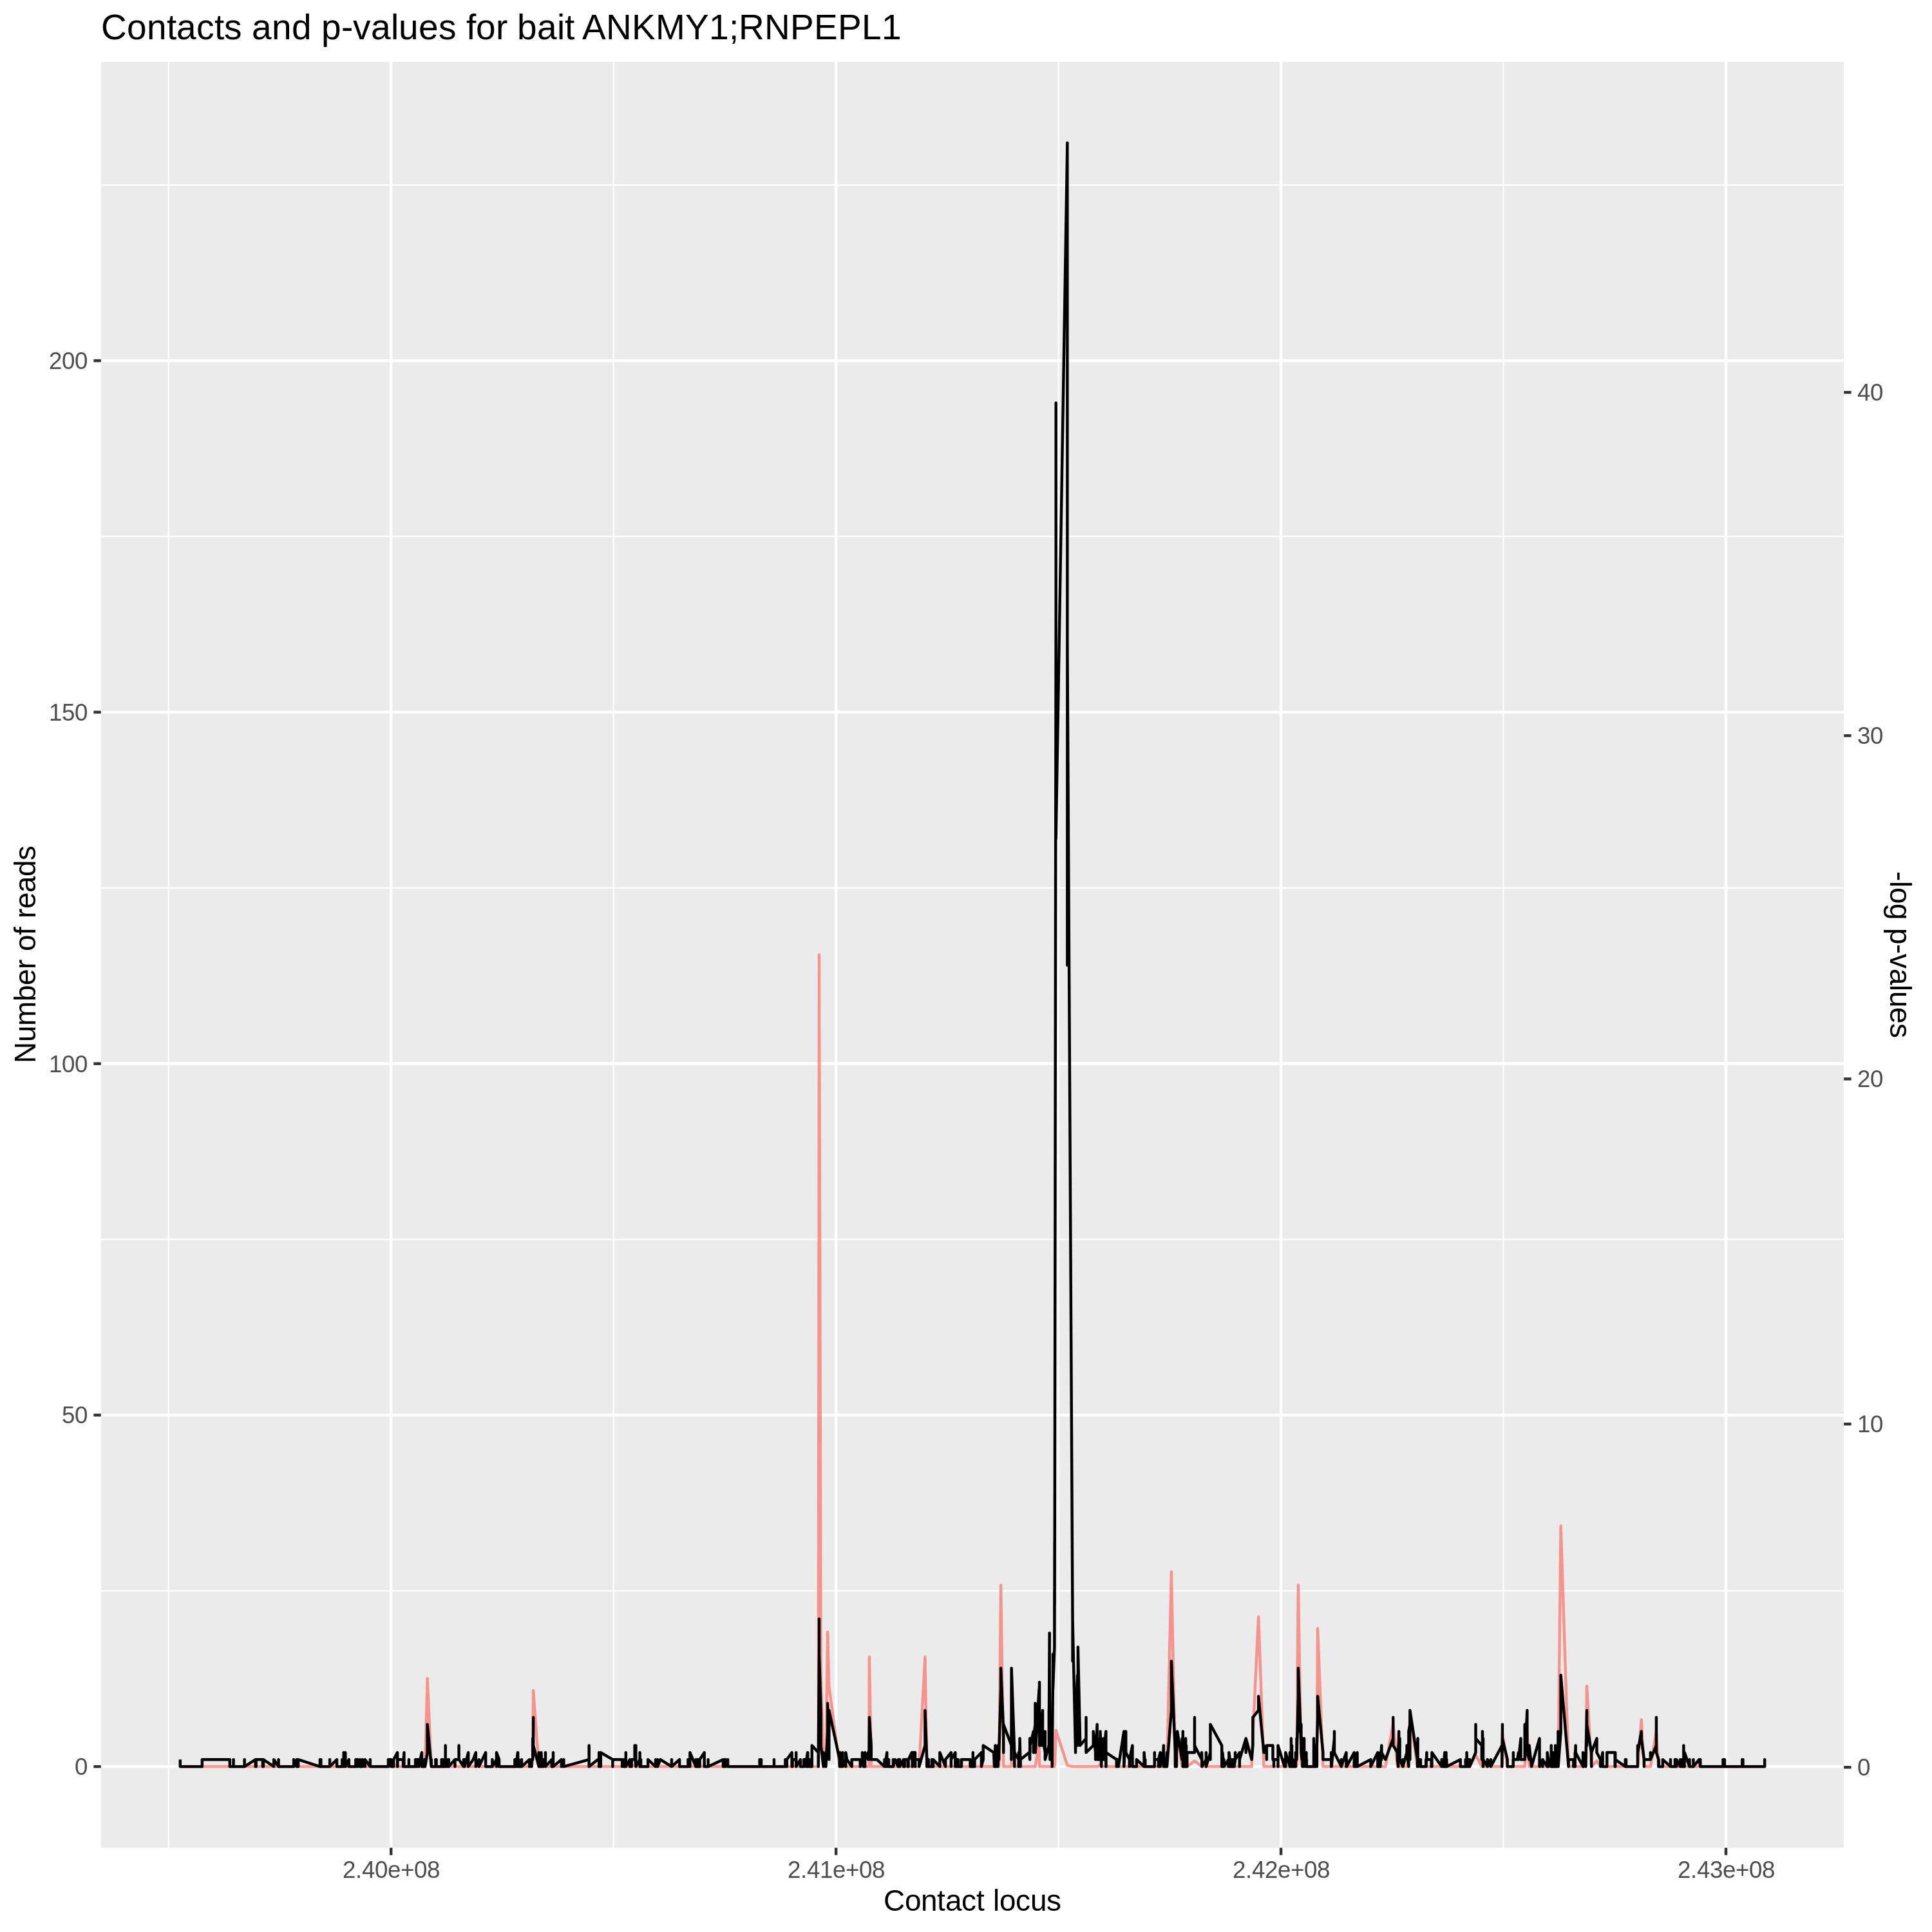 Contacts and p-values for bait ANKMY1;RNPEPL1
Number of reads
200
150
100
50
0
40
30
20
10
0
-log p-values
2.40e+08 2.41e+08 2.42e+08 2.43e+08
Contact locus